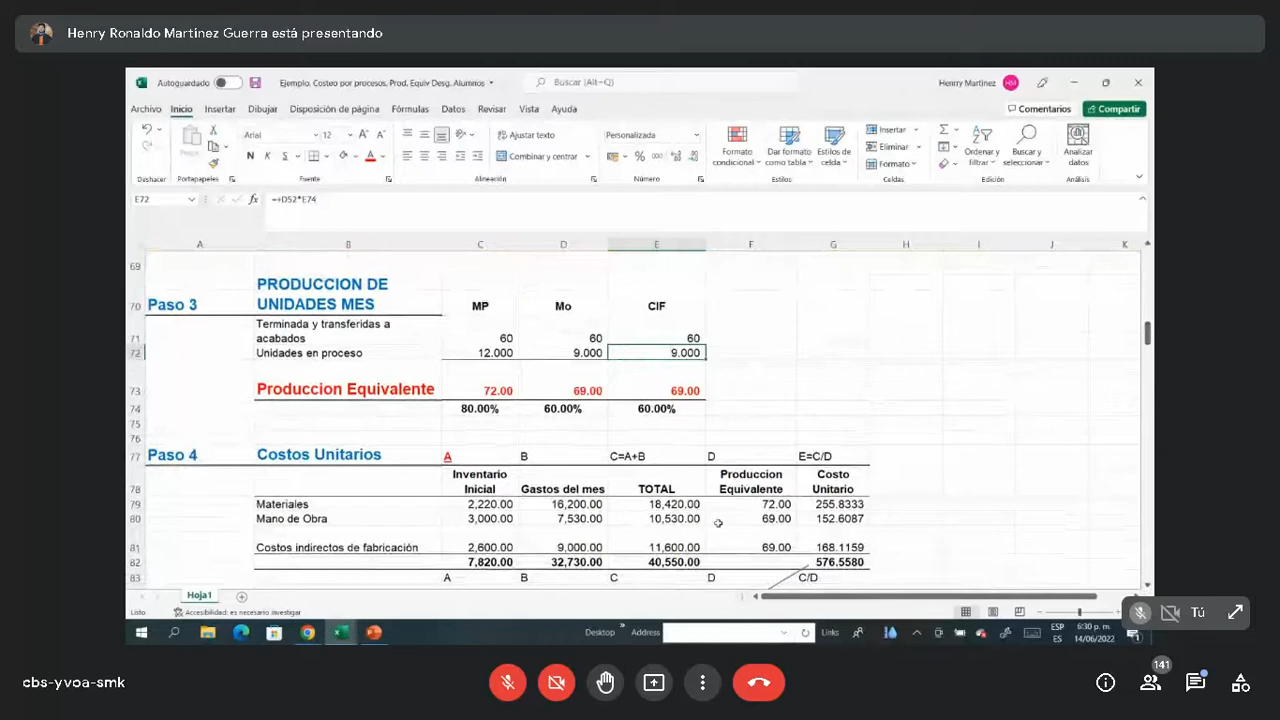 Henry Ronaldo Martinez Guerra está presentando
Autoguardado
Ejemplo, Costeo por procesos, Prod, Equiv Desg, Alumnos
Buscar (Alt+Q)
Henrry Martinez
HM
Archivo Inicio Insertar Dibujar Disposición de página Fórmulas Datos Revisar Vista Ayuda
Comentarios
Compartir
Arial 12
Ajustar texto
Personalizada
Insertar
Combinar y centrar
Eliminar
Formato condicional
Dar formato como tabla
Estilos de celda
Formato
Ordenar y filtrar
Buscar y seleccionar
Analizar datos
Deshacer Portapapeles Fuente Alineación Número Estilos Celdas Edición Análisis
E72 fx =+D52*E74
A B C D E F G H I J K
69
PRODUCCION DE
70 Paso 3 UNIDADES MES MP Mo CIF
Terminada y transferidas a
71 acabados 60 60 60
72 Unidades en proceso 12.000 9.000 9.000
73 Produccion Equivalente 72.00 69.00 69.00
74 80.00% 60.00% 60.00%
75
76
77 Paso 4 Costos Unitarios A B C=A+B D E=C/D
78 Inventario Inicial Gastos del mes TOTAL Produccion Equivalente Costo Unitario
79 Materiales 2,220.00 16,200.00 18,420.00 72.00 255.8333
80 Mano de Obra 3,000.00 7,530.00 10,530.00 69.00 152.6087
81 Costos indirectos de fabricación 2,600.00 9,000.00 11,600.00 69.00 168.1159
82 7,820.00 32,730.00 40,550.00 576.5580
83 A B C D C/D
Hoja1
Listo Accesibilidad: es necesario investigar
Tú
Desktop Address Links
ESP
ES
6:30 p. m.
14/06/2022
cbs-yvoa-smk
141